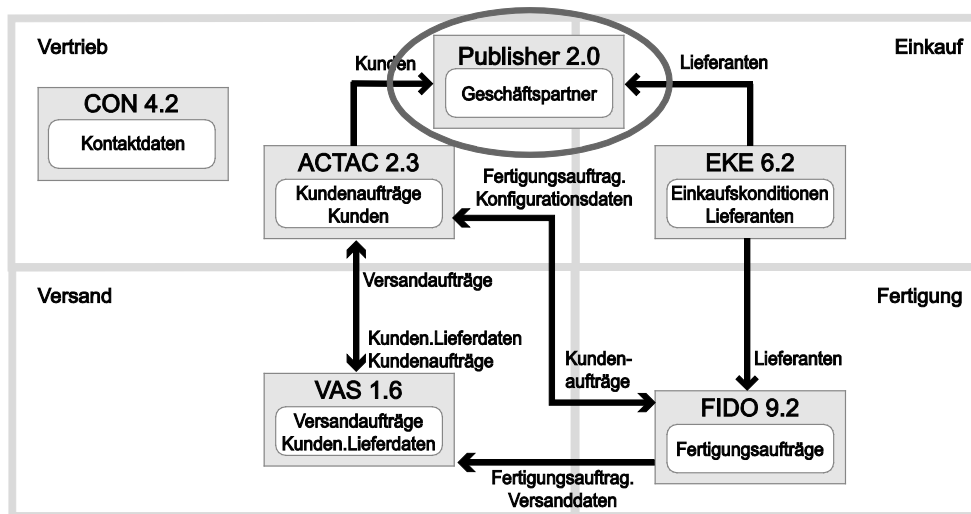 Vertrieb
Publisher 2.0
Einkauf
Kunden
Geschäftspartner
Lieferanten
CON 4.2
Kontaktdaten
ACTAC 2.3
Kundenaufträge
Kunden
Fertigungsauftrag.
Konfigurationsdaten
EKE 6.2
Einkaufskonditionen
Lieferanten
Versand
Versandaufträge
Fertigung
Kunden.Lieferdaten
Kundenaufträge
Kunden-
aufträge
Lieferanten
VAS 1.6
Versandaufträge
Kunden.Lieferdaten
FIDO 9.2
Fertigungsaufträge
Fertigungsauftrag.
Versanddaten